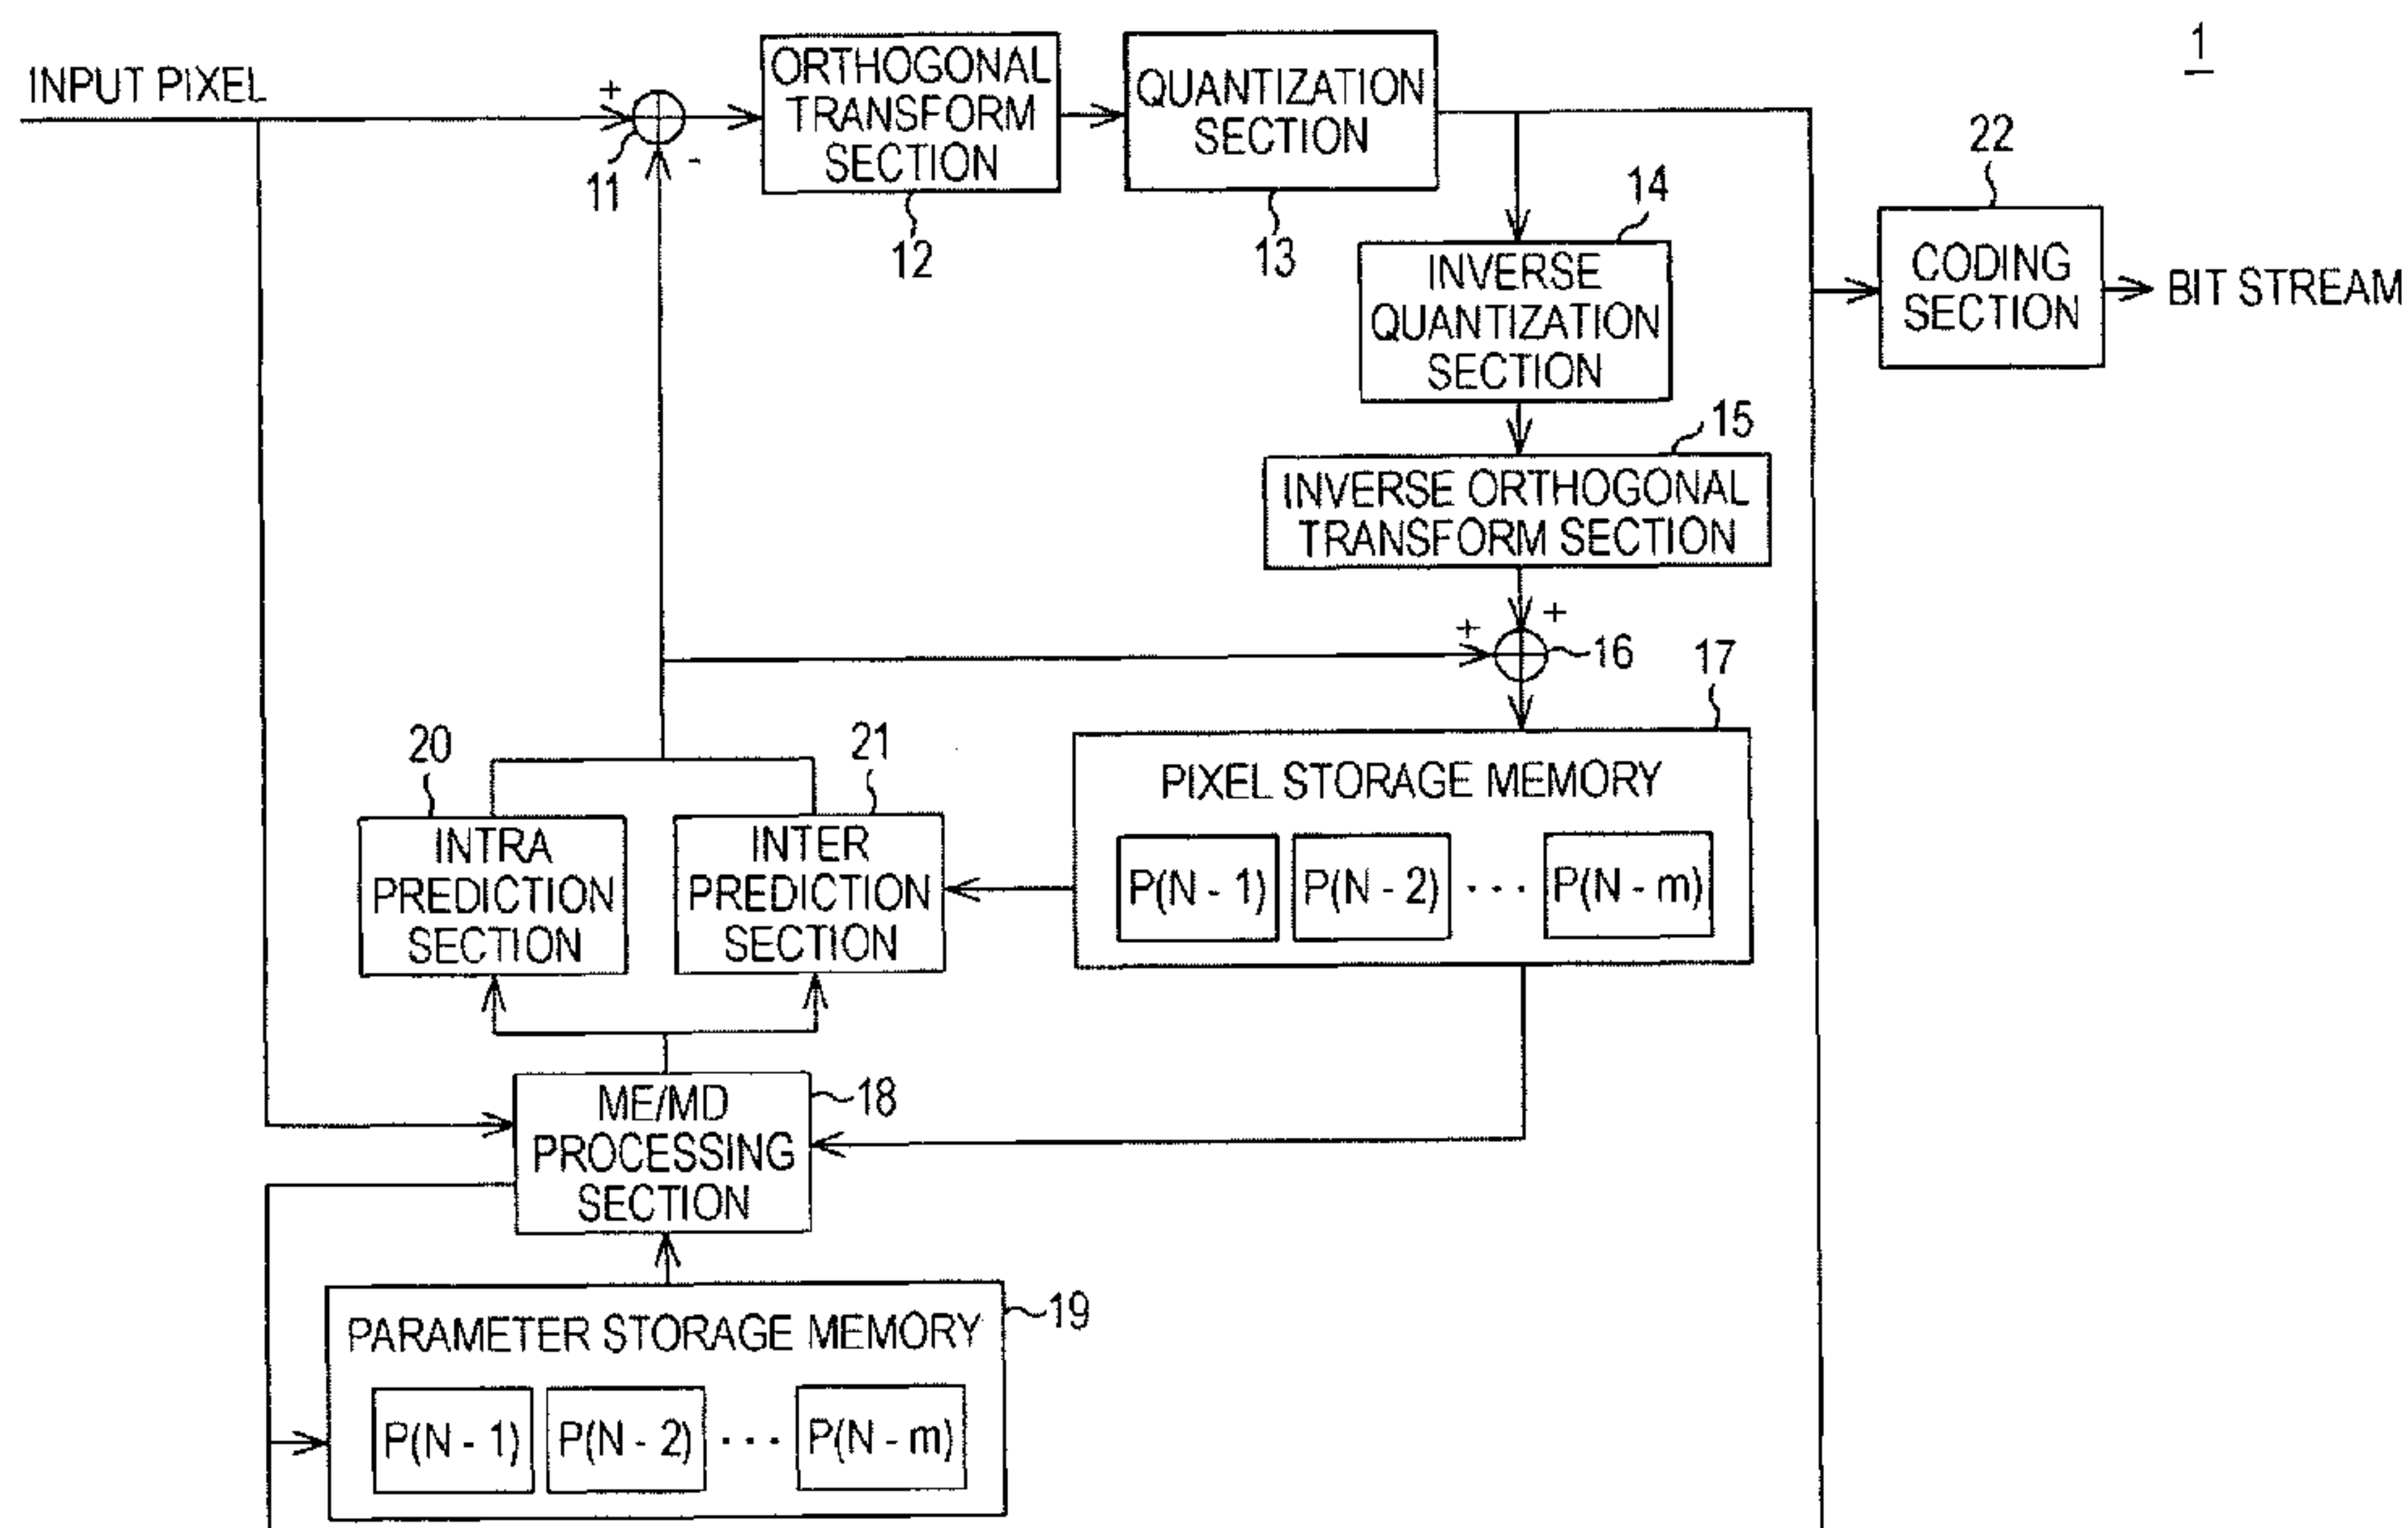 1
INPUT PIXEL
+
-
11
ORTHOGONAL
TRANSFORM
SECTION
12
QUANTIZATION
SECTION
13
14
INVERSE
QUANTIZATION
SECTION
22
CODING
SECTION
BIT STREAM
15
INVERSE ORTHOGONAL
TRANSFORM SECTION
+
+
16
17
PIXEL STORAGE MEMORY
P(N - 1)
P(N - 2)
···
P(N - m)
20
INTRA
PREDICTION
SECTION
21
INTER
PREDICTION
SECTION
ME/MD
PROCESSING
SECTION
18
19
PARAMETER STORAGE MEMORY
P(N - 1)
P(N - 2)
···
P(N - m)